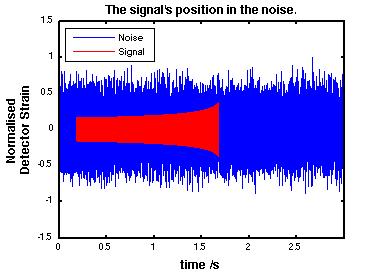 The signal's position in the noise.
Noise
Signal
Normalised
Detector Strain
1.5
1
0.5
0
-0.5
-1
-1.5
0 0.5 1 1.5 2 2.5
time /s